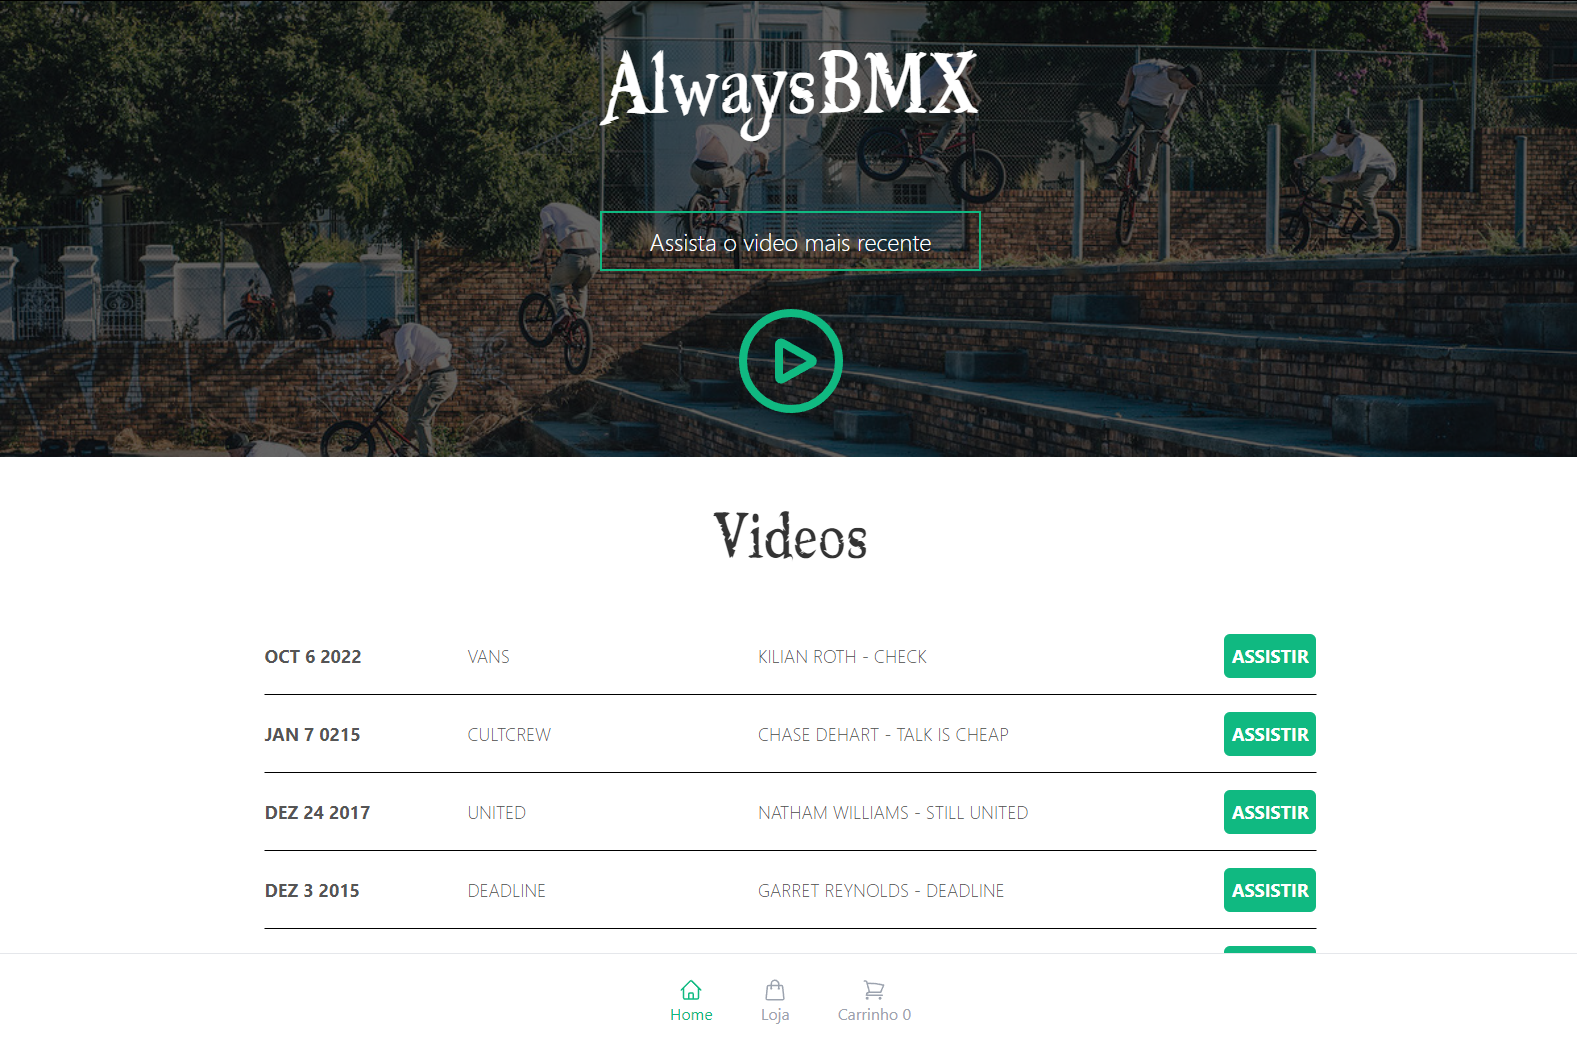 AlwaysBMX
Assista o video mais recente
Videos
OCT 6 2022 VANS KILIAN ROTH - CHECK ASSISTIR
JAN 7 0215 CULTCREW CHASE DEHART - TALK IS CHEAP ASSISTIR
DEZ 24 2017 UNITED NATHAM WILLIAMS - STILL UNITED ASSISTIR
DEZ 3 2015 DEADLINE GARRET REYNOLDS - DEADLINE ASSISTIR
Home Loja Carrinho 0